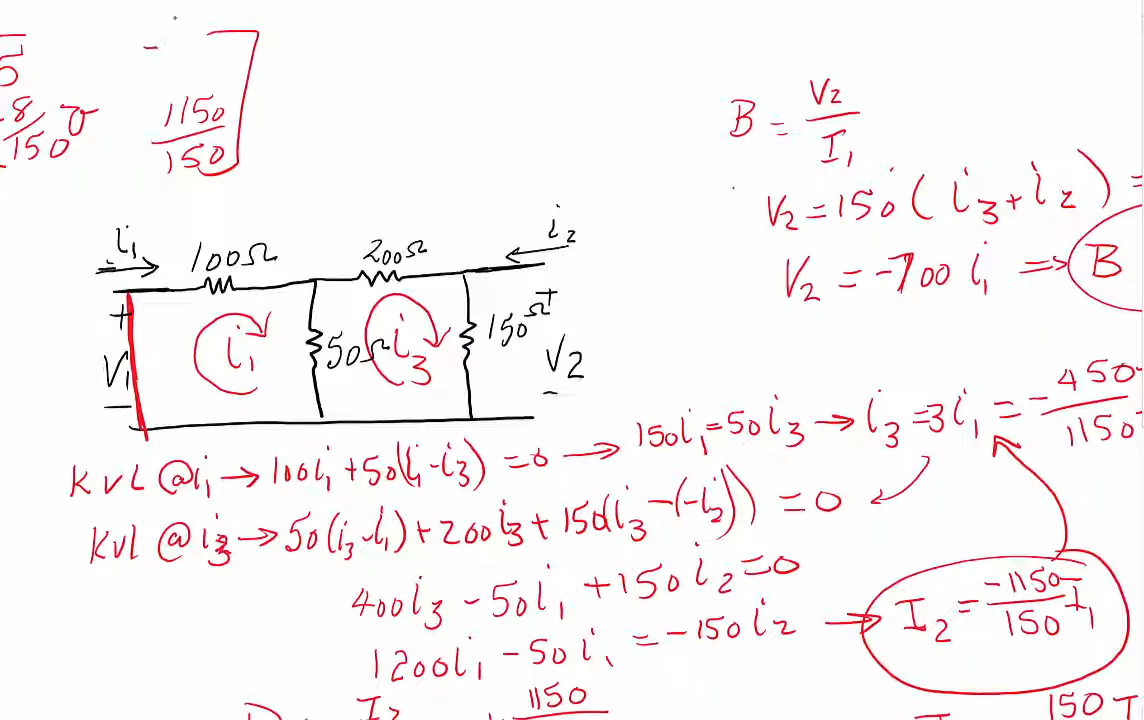 5
-8/150 ℧
1150/150
B = V2/I1
V2 = 150(i3 + i2) =
V2 = -700 i1 ⇒ B
i1
100Ω
200Ω
i2
+
V1
-
i1
50Ω
i3
150Ω
+
V2
-
KVL @ i1 → 100i1 + 50(i1 - i3) = 0 → 150i1 = 50i3 → i3 = 3i1 = -450/1150
KVL @ i3 → 50(i3 - i1) + 200i3 + 150(i3 - (-i2)) = 0
400i3 - 50i1 + 150i2 = 0
1200i1 - 50i1 = -150i2 → I2 = -1150/150 I1
1150
150